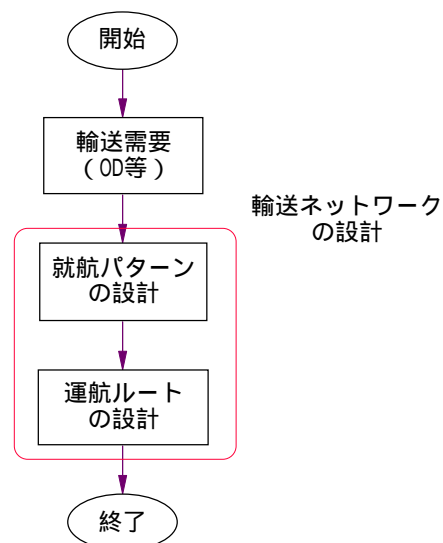 開始
輸送需要
(OD等)
輸送ネットワーク
の設計
就航パターン
の設計
運航ルート
の設計
終了